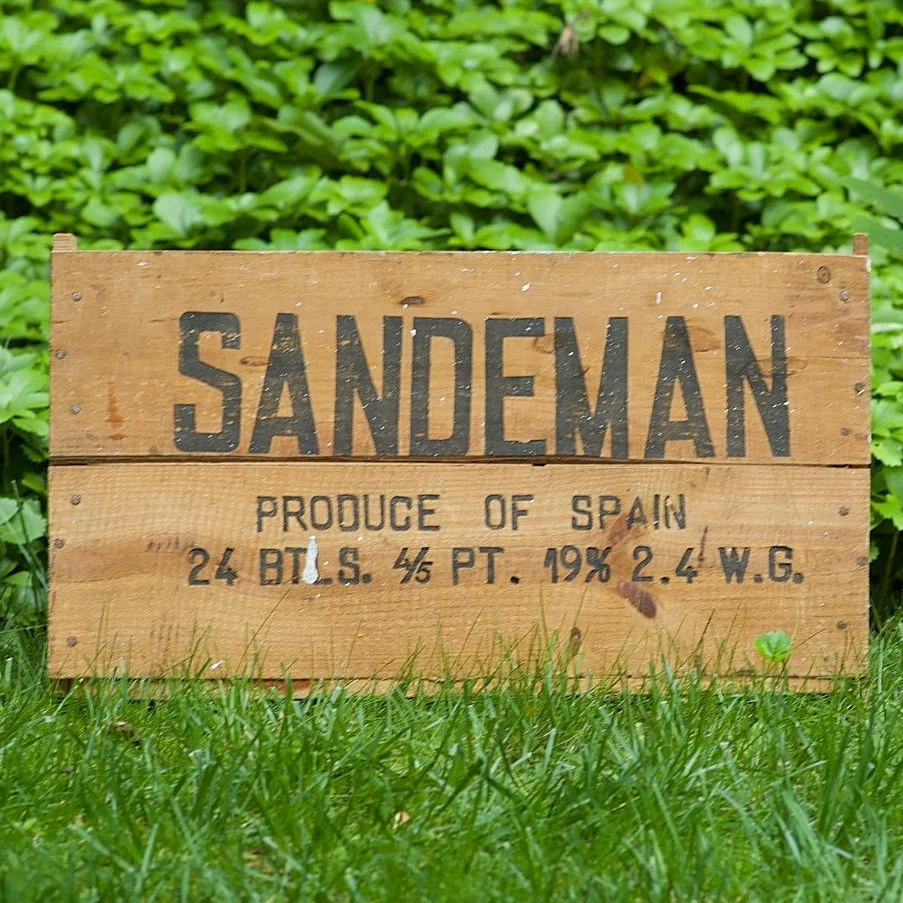 SANDEMAN
PRODUCE OF SPAIN
24 BTLS. 4/5 PT. 19% 2.4 W.G.